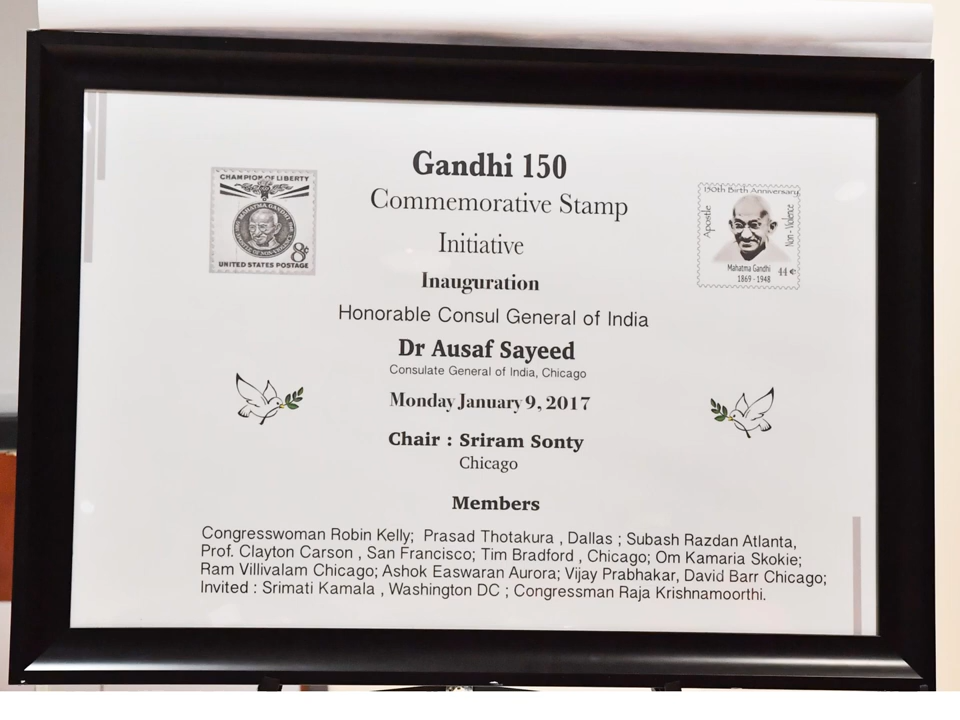 Gandhi 150
Commemorative Stamp
Initiative
Inauguration
Honorable Consul General of India
Dr Ausaf Sayeed
Consulate General of India, Chicago
Monday January 9, 2017
Chair : Sriram Sonty
Chicago
Members
Congresswoman Robin Kelly; Prasad Thotakura , Dallas ; Subash Razdan Atlanta,
Prof. Clayton Carson , San Francisco; Tim Bradford , Chicago; Om Kamaria Skokie;
Ram Villivalam Chicago; Ashok Easwaran Aurora; Vijay Prabhakar, David Barr Chicago;
Invited : Srimati Kamala , Washington DC ; Congressman Raja Krishnamoorthi.
CHAMPION OF LIBERTY
MAHATMA GANDHI
8¢
UNITED STATES POSTAGE
150th Birth Anniversary
Apostle
Non - Violence
Mahatma Gandhi
1869 - 1948
44 ¢